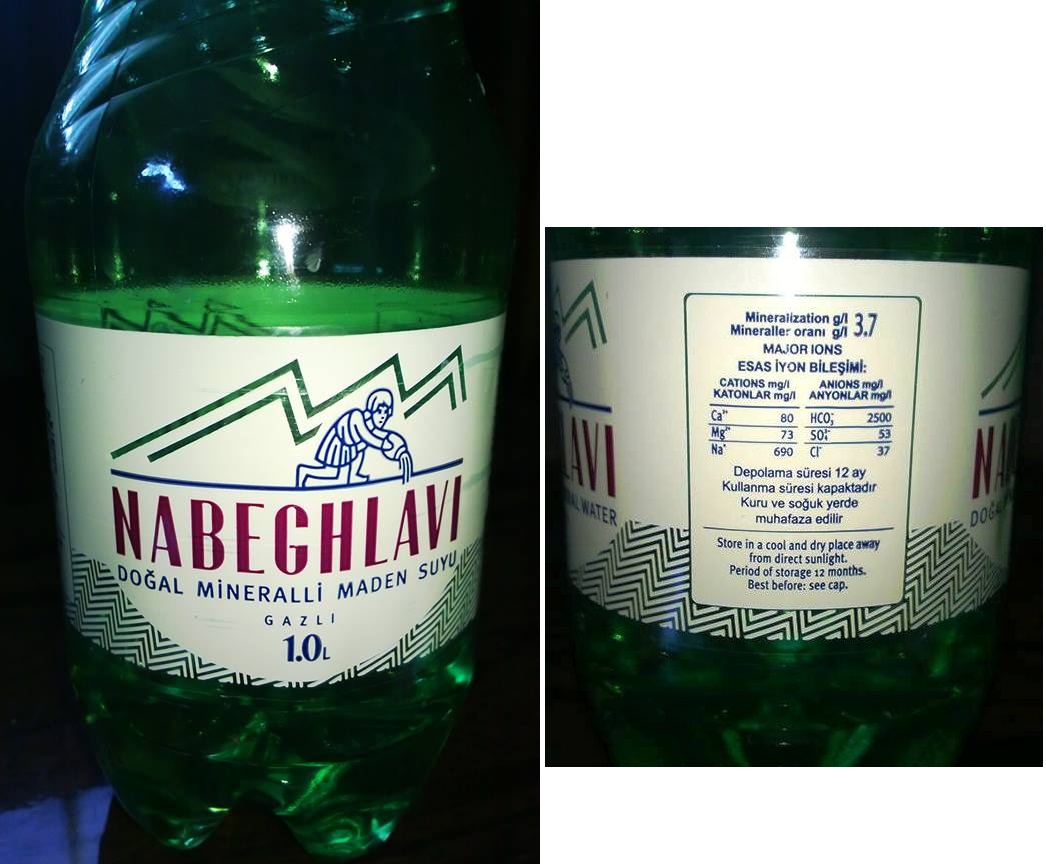 NABEGHLAVI
DOĞAL MİNERALLİ MADEN SUYU
GAZLI
1.0L
AVI
WATER
Mineralization g/l
Mineraller oranı g/l 3.7
MAJOR IONS
ESAS İYON BİLEŞİMİ:
CATIONS mg/l ANIONS mg/l
KATONLAR mg/l ANYONLAR mg/l
Ca²⁺ 80 HCO₃⁻ 2500
Mg²⁺ 73 SO₄²⁻ 53
Na⁺ 690 Cl⁻ 37
Depolama süresi 12 ay
Kullanma süresi kapaktadır
Kuru ve soğuk yerde
muhafaza edilir
Store in a cool and dry place away
from direct sunlight.
Period of storage 12 months.
Best before: see cap.
NA
DOĞA